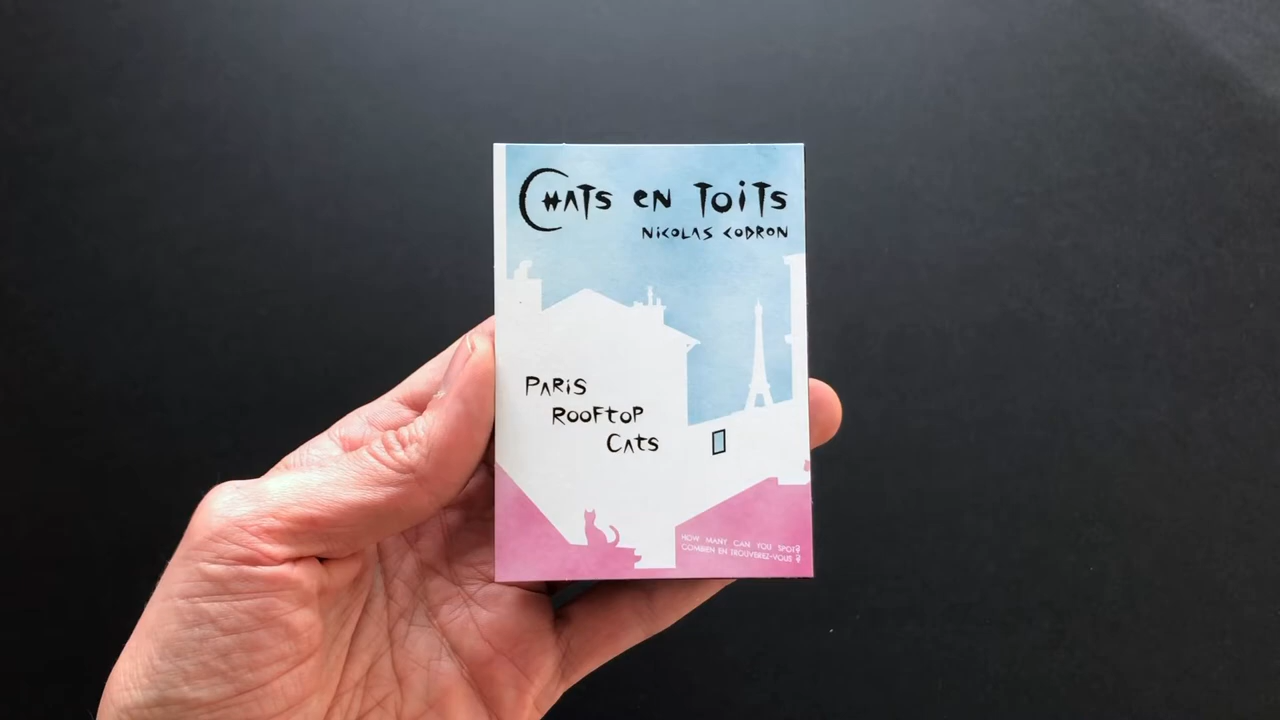 CHATS EN TOITS
NICOLAS CODRON
PARIS
ROOFTOP
CATS
HOW MANY CAN YOU SPOT?
COMBIEN EN TROUVEREZ-VOUS ?